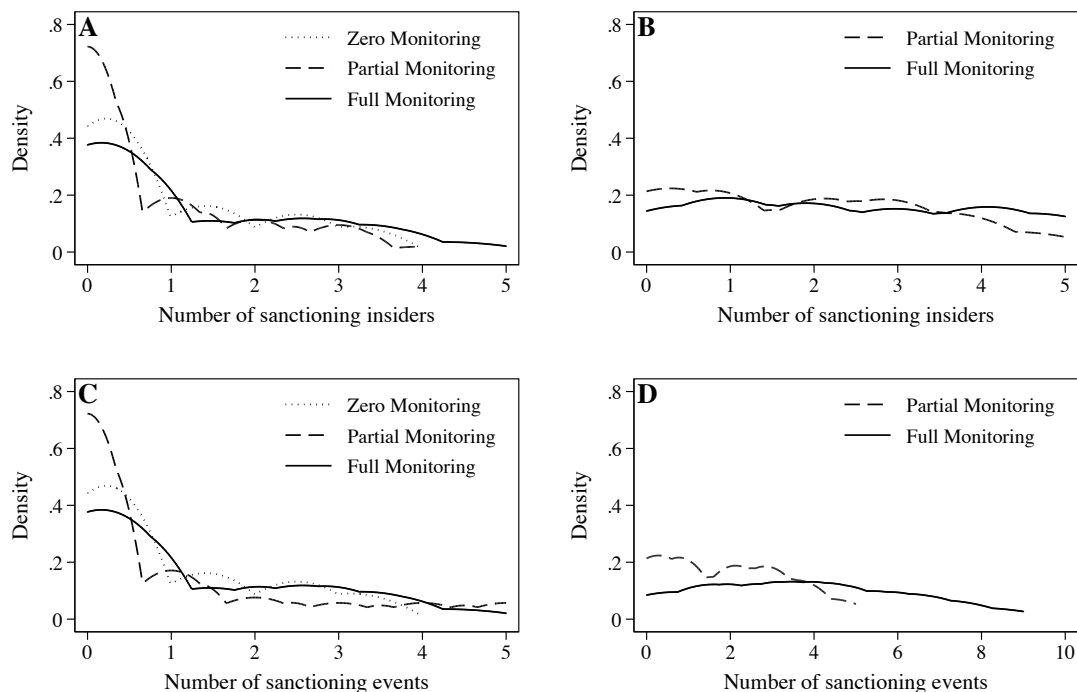 A
Zero Monitoring
Partial Monitoring
Full Monitoring
Density
.8
.6
.4
.2
0
0 1 2 3 4 5
Number of sanctioning insiders
B
Partial Monitoring
Full Monitoring
Density
.8
.6
.4
.2
0
0 1 2 3 4 5
Number of sanctioning insiders
C
Zero Monitoring
Partial Monitoring
Full Monitoring
Density
.8
.6
.4
.2
0
0 1 2 3 4 5
Number of sanctioning events
D
Partial Monitoring
Full Monitoring
Density
.8
.6
.4
.2
0
0 2 4 6 8 10
Number of sanctioning events